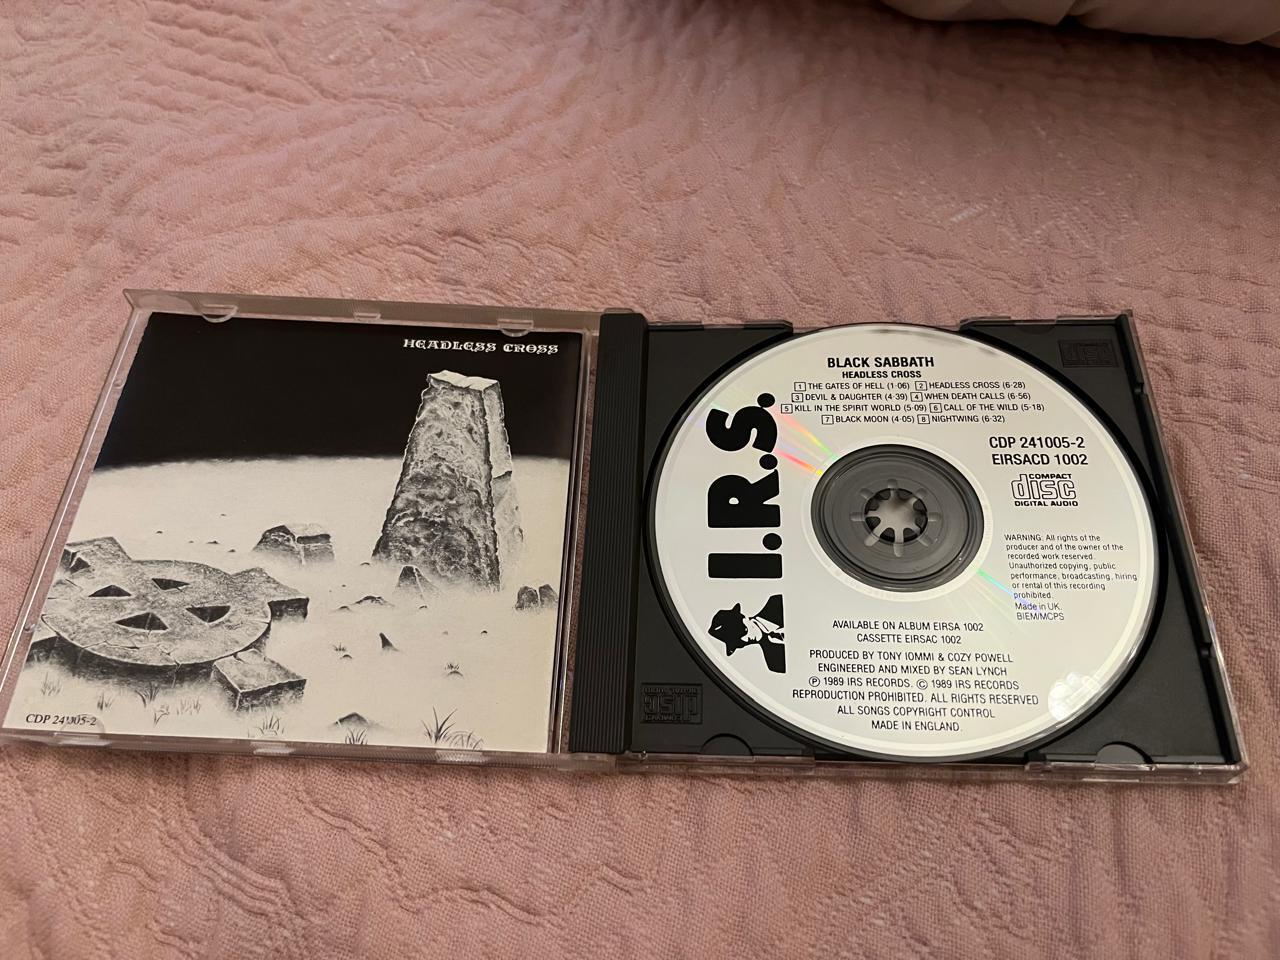 HEADLESS CROSS
CDP 241005-2
BLACK SABBATH
HEADLESS CROSS
1 THE GATES OF HELL (1·06) 2 HEADLESS CROSS (6·28)
3 DEVIL & DAUGHTER (4·39) 4 WHEN DEATH CALLS (6·56)
5 KILL IN THE SPIRIT WORLD (5·09) 6 CALL OF THE WILD (5·18)
7 BLACK MOON (4·05) 8 NIGHTWING (6·32)
I.R.S.
CDP 241005-2
EIRSACD 1002
COMPACT
disc
DIGITAL AUDIO
WARNING: All rights of the
producer and of the owner of the
recorded work reserved.
Unauthorized copying, public
performance, broadcasting, hiring
or rental of this recording
prohibited.
Made in UK.
BIEM/MCPS
AVAILABLE ON ALBUM EIRSA 1002
CASSETTE EIRSAC 1002
PRODUCED BY TONY IOMMI & COZY POWELL
ENGINEERED AND MIXED BY SEAN LYNCH
℗ 1989 IRS RECORDS. © 1989 IRS RECORDS
REPRODUCTION PROHIBITED. ALL RIGHTS RESERVED
ALL SONGS COPYRIGHT CONTROL
MADE IN ENGLAND.